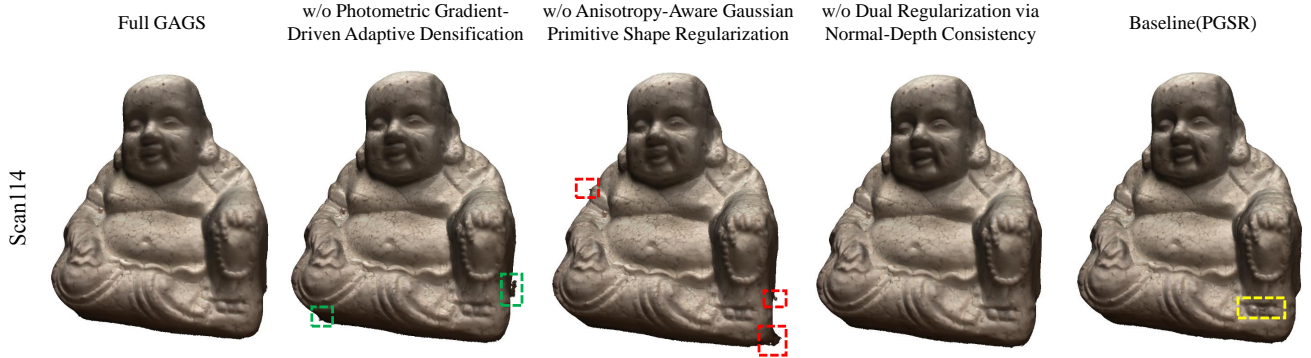 Full GAGS
w/o Photometric Gradient-
Driven Adaptive Densification
w/o Anisotropy-Aware Gaussian
Primitive Shape Regularization
w/o Dual Regularization via
Normal-Depth Consistency
Baseline(PGSR)
Scan114